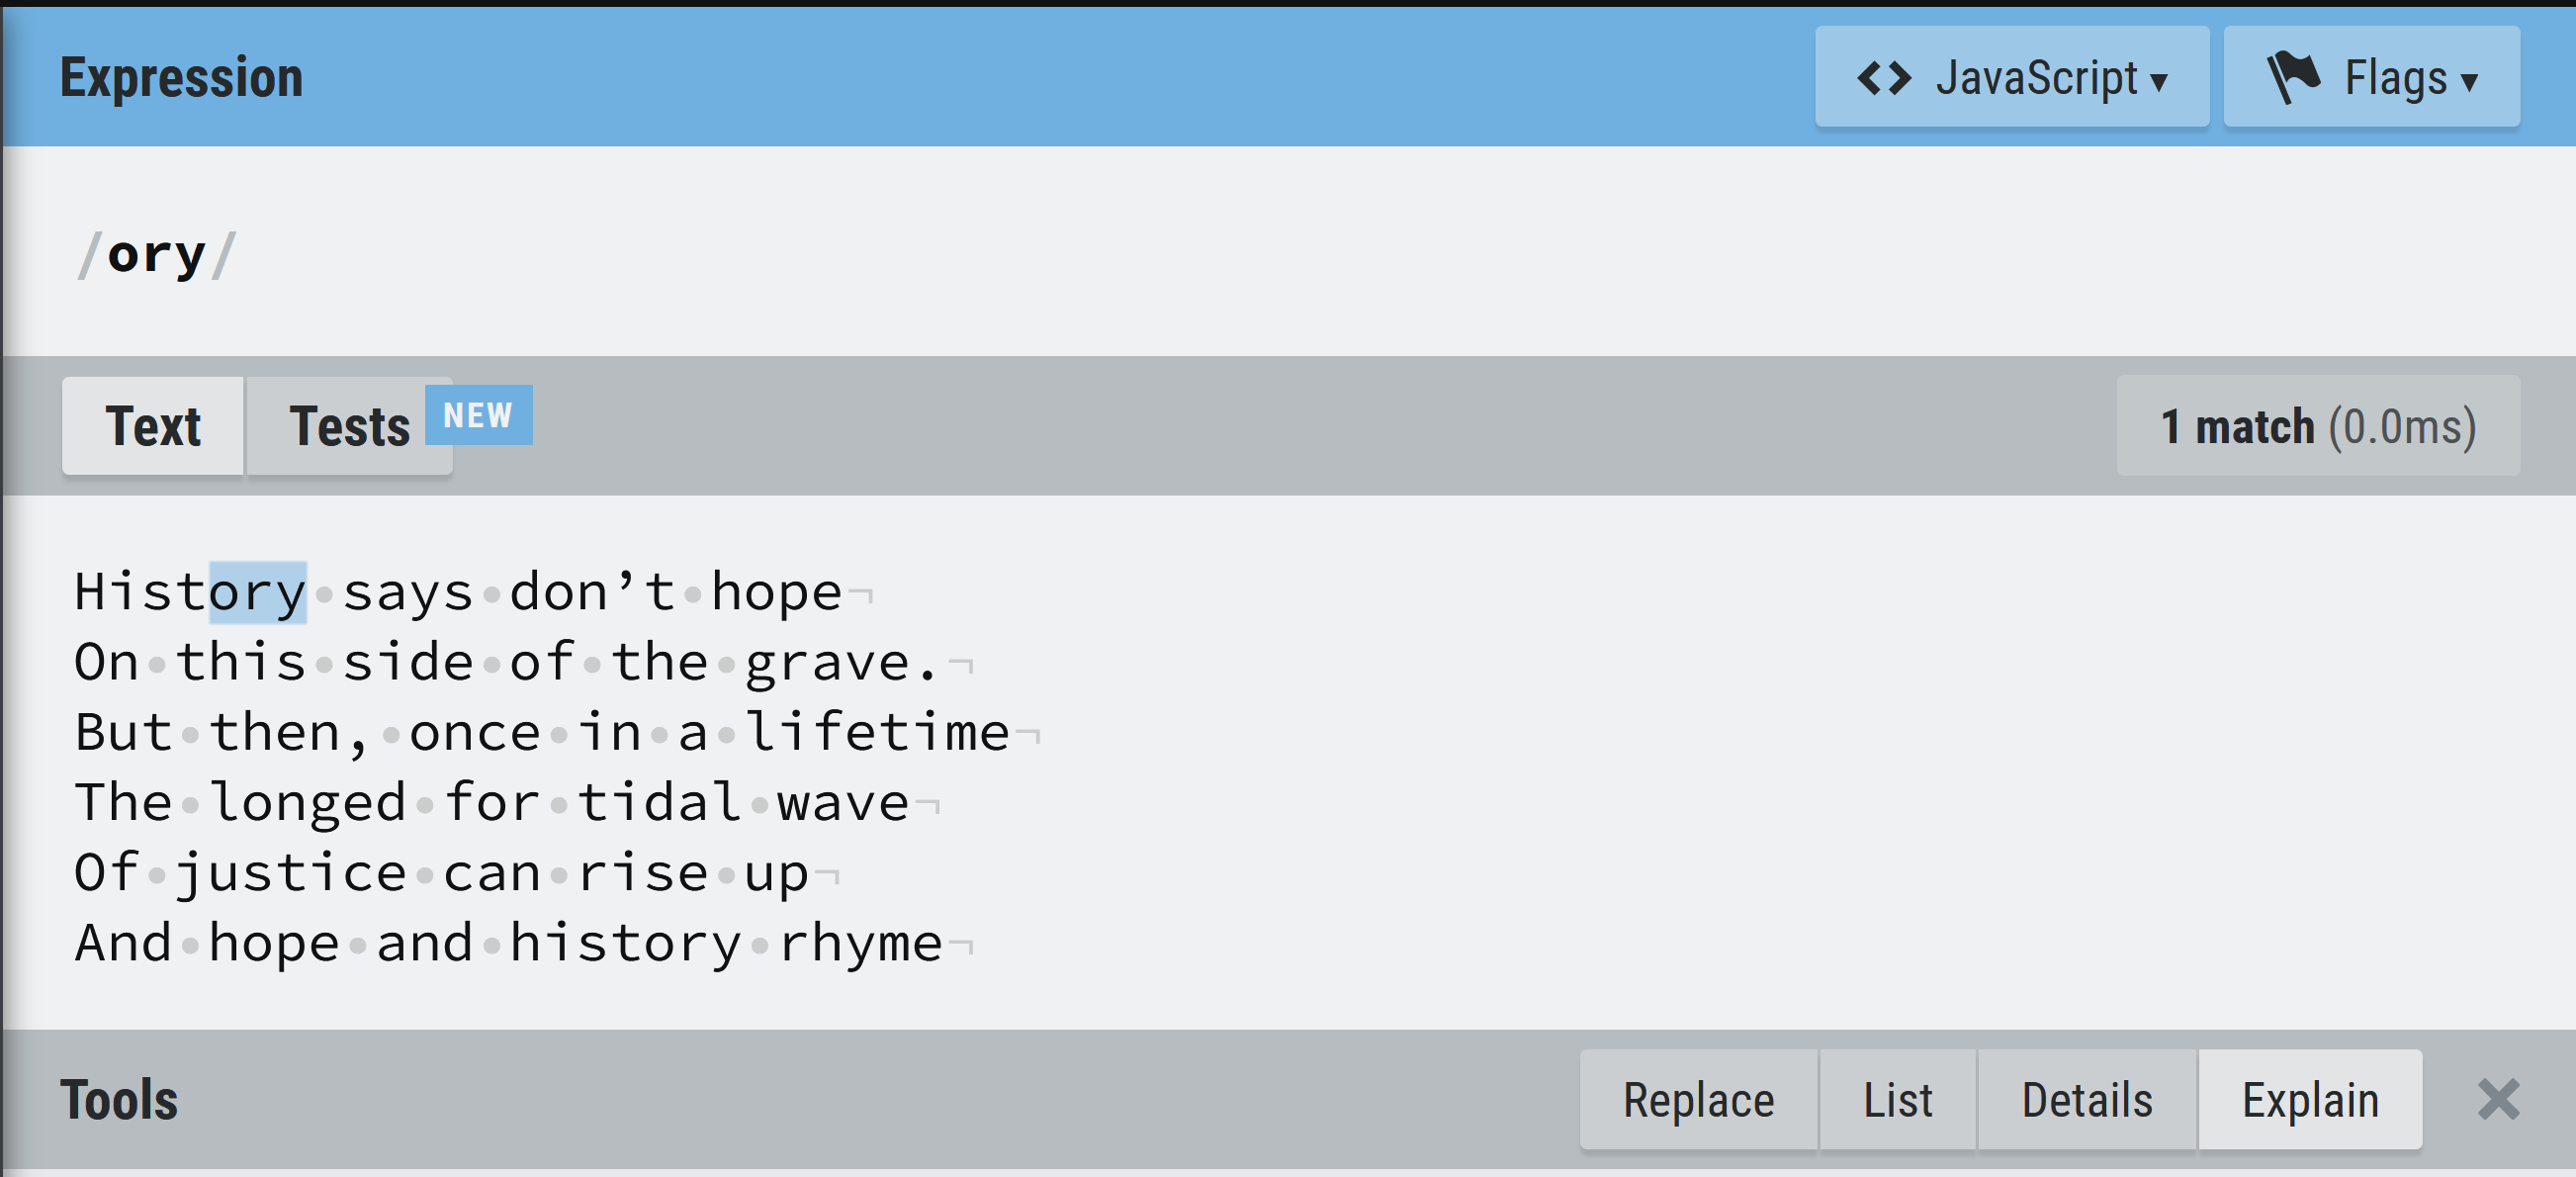 Expression
<> JavaScript ▾
Flags ▾
/ory/
Text
Tests
NEW
1 match (0.0ms)
History•says•don’t•hope¬
On•this•side•of•the•grave.¬
But•then,•once•in•a•lifetime¬
The•longed•for•tidal•wave¬
Of•justice•can•rise•up¬
And•hope•and•history•rhyme¬
Tools
Replace
List
Details
Explain